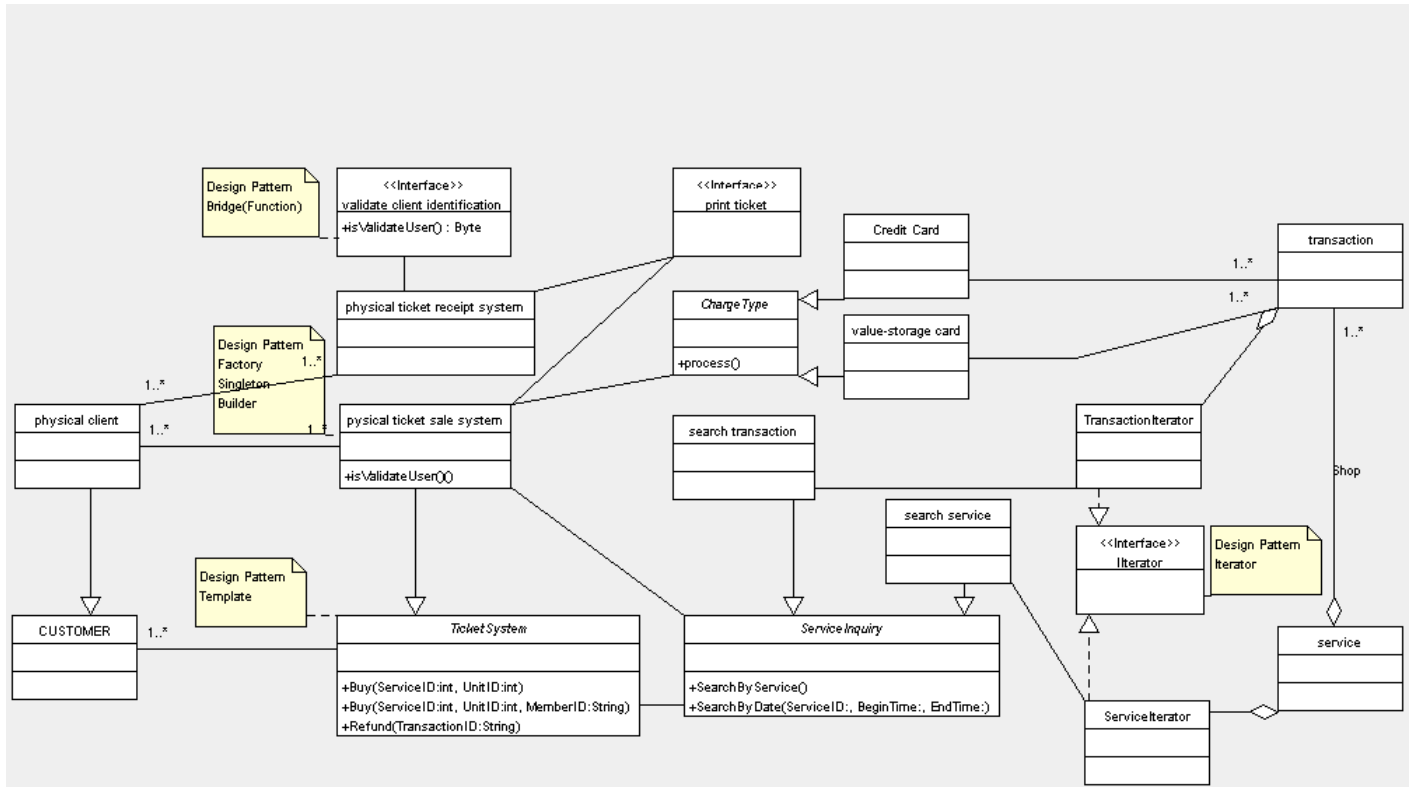 Design Pattern
Bridge(Function)
<<Interface>>
validate client identification
+isValidateUser() : Byte
<<Interface>>
print ticket
Credit Card
transaction
1..*
1..*
1..*
physical ticket receipt system
ChargeType
+process()
value-storage card
Design Pattern
Factory
Singleton
Builder
1..*
1..*
1..*
1..*
physical client
pysical ticket sale system
+isValidateUser()()
search transaction
TransactionIterator
Shop
search service
<<Interface>>
IIterator
Design Pattern
Iterator
Design Pattern
Template
CUSTOMER
1..*
TicketSystem
+Buy(ServiceID:int, UnitID:int)
+Buy(ServiceID:int, UnitID:int, MemberID:String)
+Refund(TransactionID:String)
ServiceInquiry
+SearchByService()
+SearchByDate(ServiceID:, BeginTime:, EndTime:)
service
ServiceIterator